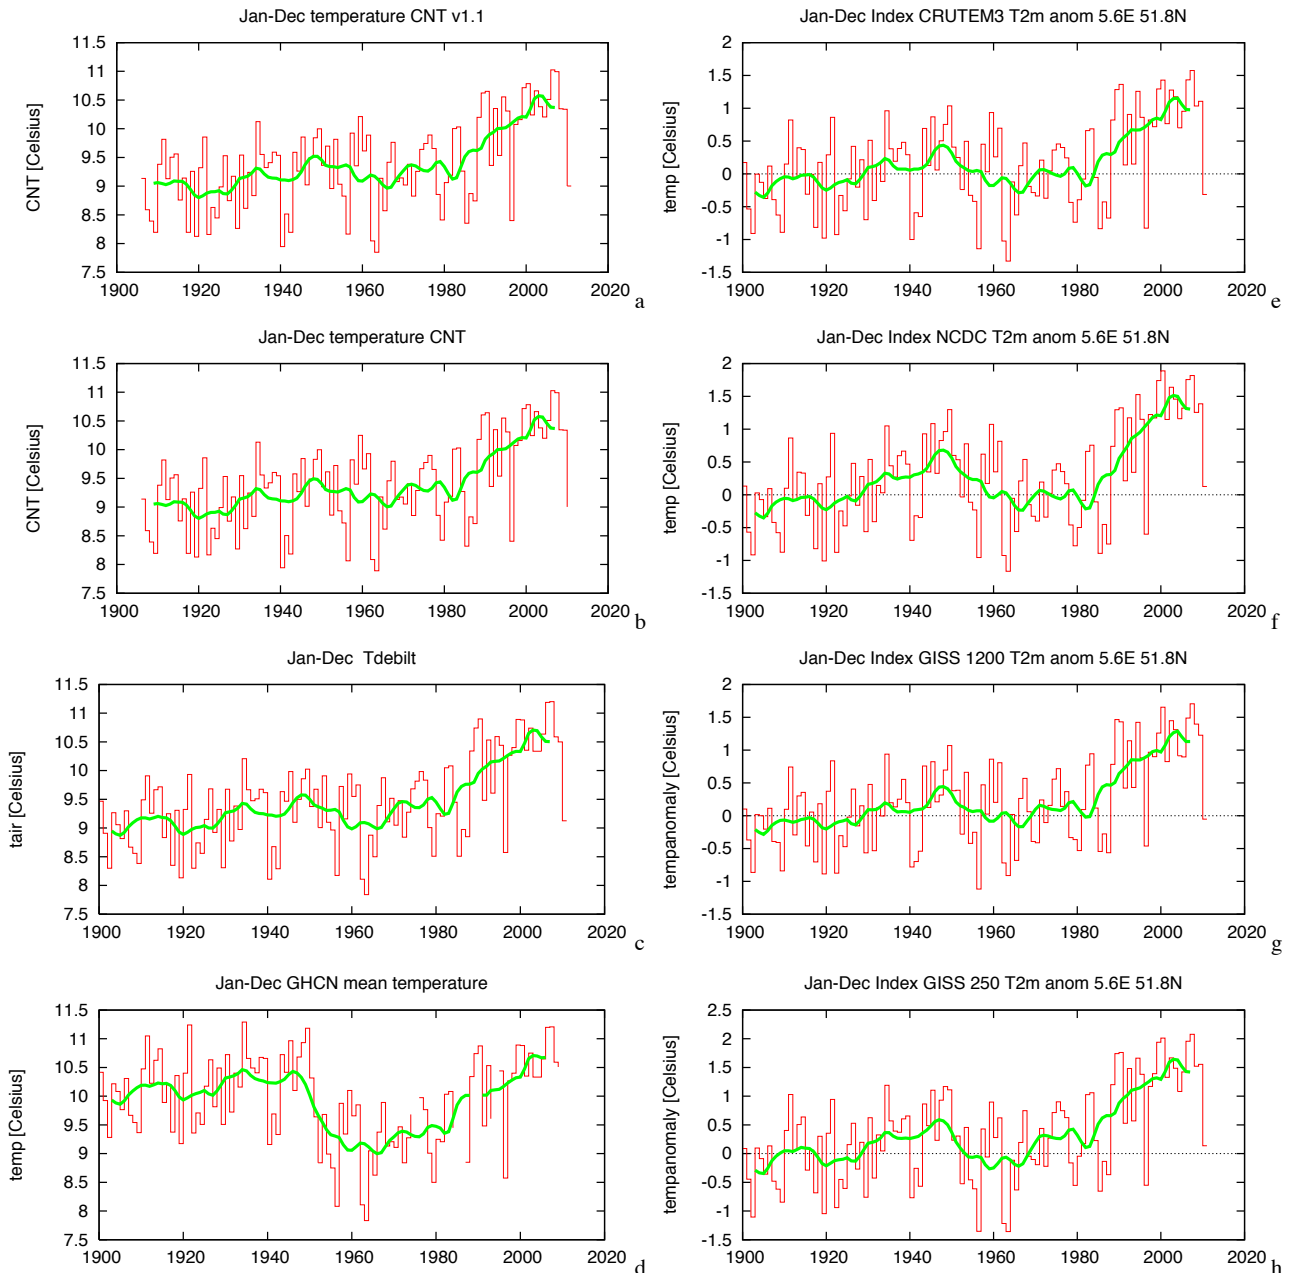 Jan-Dec temperature CNT v1.1
11.5
11
10.5
10
9.5
9
8.5
8
7.5
CNT [Celsius]
1900 1920 1940 1960 1980 2000 2020
a
Jan-Dec Index CRUTEM3 T2m anom 5.6E 51.8N
2
1.5
1
0.5
0
-0.5
-1
-1.5
temp [Celsius]
1900 1920 1940 1960 1980 2000 2020
e
Jan-Dec temperature CNT
11.5
11
10.5
10
9.5
9
8.5
8
7.5
CNT [Celsius]
1900 1920 1940 1960 1980 2000 2020
b
Jan-Dec Index NCDC T2m anom 5.6E 51.8N
2
1.5
1
0.5
0
-0.5
-1
-1.5
temp [Celsius]
1900 1920 1940 1960 1980 2000 2020
f
Jan-Dec Tdebilt
11.5
11
10.5
10
9.5
9
8.5
8
7.5
tair [Celsius]
1900 1920 1940 1960 1980 2000 2020
c
Jan-Dec Index GISS 1200 T2m anom 5.6E 51.8N
2
1.5
1
0.5
0
-0.5
-1
-1.5
tempanomaly [Celsius]
1900 1920 1940 1960 1980 2000 2020
g
Jan-Dec GHCN mean temperature
11.5
11
10.5
10
9.5
9
8.5
8
7.5
temp [Celsius]
1900 1920 1940 1960 1980 2000 2020
d
Jan-Dec Index GISS 250 T2m anom 5.6E 51.8N
2.5
2
1.5
1
0.5
0
-0.5
-1
-1.5
tempanomaly [Celsius]
1900 1920 1940 1960 1980 2000 2020
h